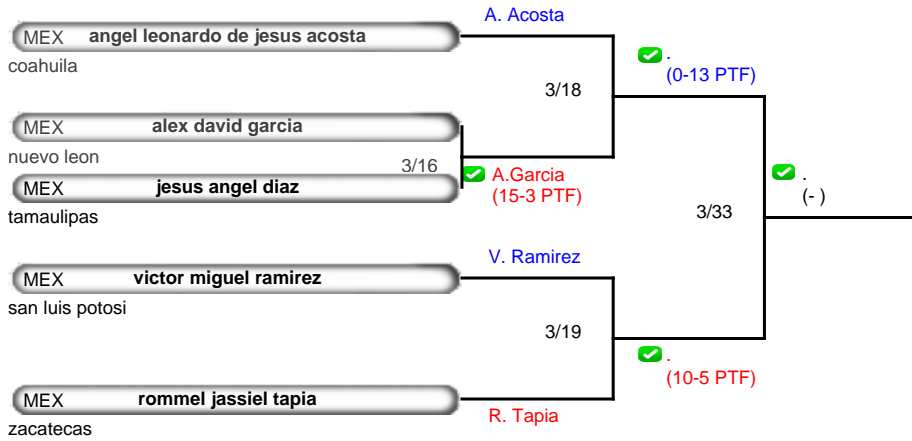 A. Acosta
MEX angel leonardo de jesus acosta
coahuila
.
(0-13 PTF)
3/18
MEX alex david garcia
nuevo leon
3/16
A.Garcia
(15-3 PTF)
MEX jesus angel diaz
tamaulipas
.
(- )
3/33
V. Ramirez
MEX victor miguel ramirez
san luis potosi
3/19
.
(10-5 PTF)
MEX rommel jassiel tapia
R. Tapia
zacatecas